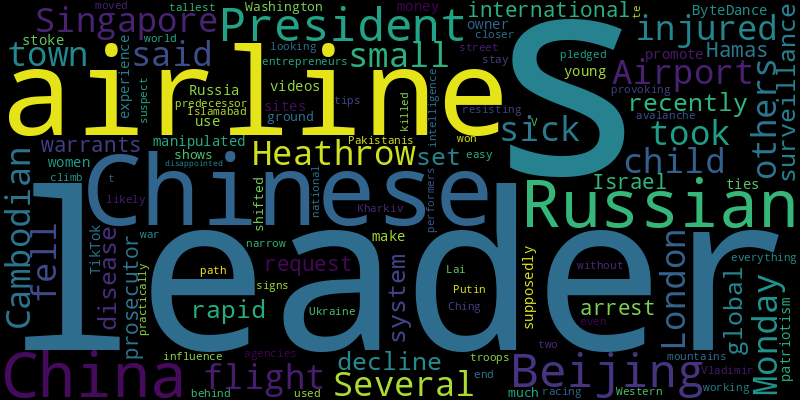 moved tallest Washington money international owner ByteDance te
Singapore President stoke world looking closer injured
town said small entrepreneurs street stay pledged Hamas
airline S experience suspect Russia videos young Airport promote others surveillance
predecessor Islamabad sites tips killed intelligence resisting provoking recently avalanche
use ground manipulated Pakistanis won V sick took
warrants shows Heathrow set easy child
women disappointed Israel ties
Cambodian climb t Chinese national performers Russian
likely shifted Kharkiv
fell TikTok war narrow make leader without everything
disease prosecutor practically path request signs system Lai Putin Ching supposedly London global Monday patriotism
rapid Ukraine arrest even
two
China influence agencies decline troops Beijing mountains Vladimir
flight Several end Western working
behind used much racing